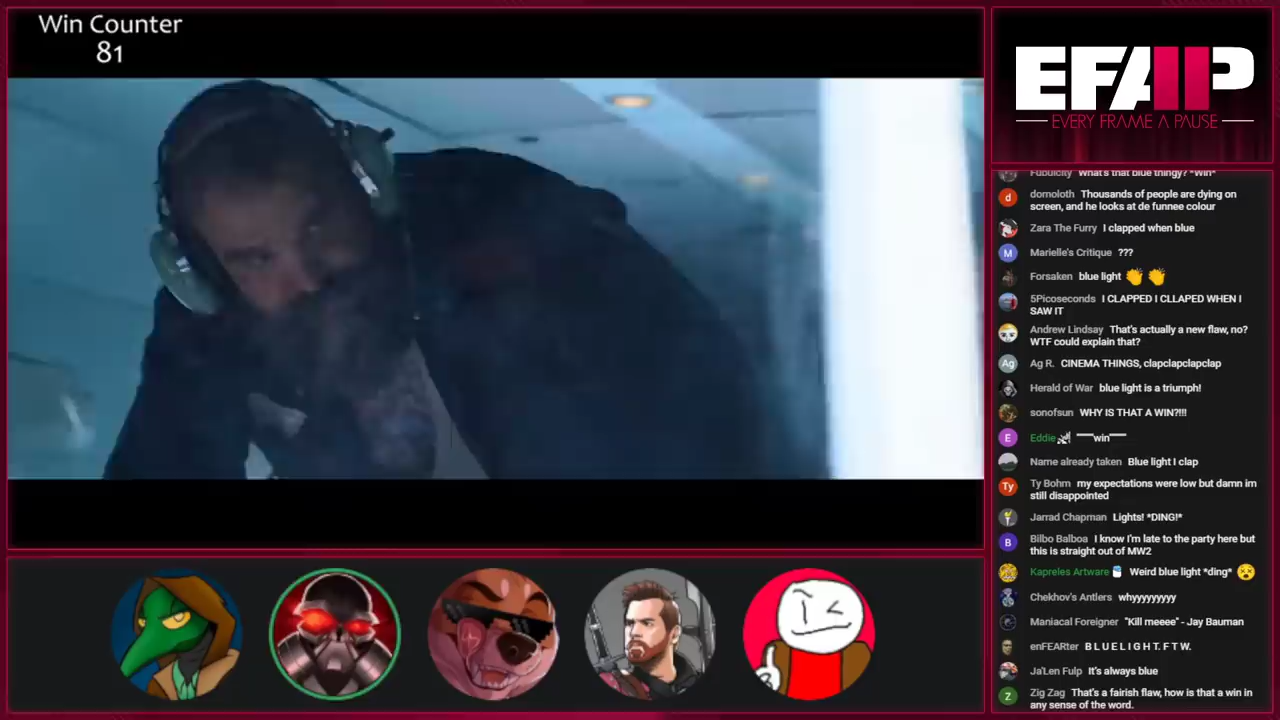 Win Counter
81
EFAP
EVERY FRAME A PAUSE
Fubulcity What's that blue thingy? *Win*
domoloth Thousands of people are dying on
screen, and he looks at de funnee colour
Zara The Furry I clapped when blue
Marielle's Critique ???
Forsaken blue light 👏 👏
5Picoseconds I CLAPPED I CLLAPED WHEN I
SAW IT
Andrew Lindsay That's actually a new flaw, no?
WTF could explain that?
Ag R. CINEMA THINGS, clapclapclapclap
Herald of War blue light is a triumph!
sonofsun WHY IS THAT A WIN?!!!
Eddie """"win""""
Name already taken Blue light I clap
Ty Bohm my expectations were low but damn im
still disappointed
Jarrad Chapman Lights! *DING!*
Bilbo Balboa I know I'm late to the party here but
this is straight out of MW2
Kapreles Artware Weird blue light *ding* 😵
Chekhov's Antlers whyyyyyyyyy
Maniacal Foreigner "Kill meeee" - Jay Bauman
enFEARter B L U E L I G H T. F T W.
Ja'Len Fulp It's always blue
Zig Zag That's a fairish flaw, how is that a win in
any sense of the word.